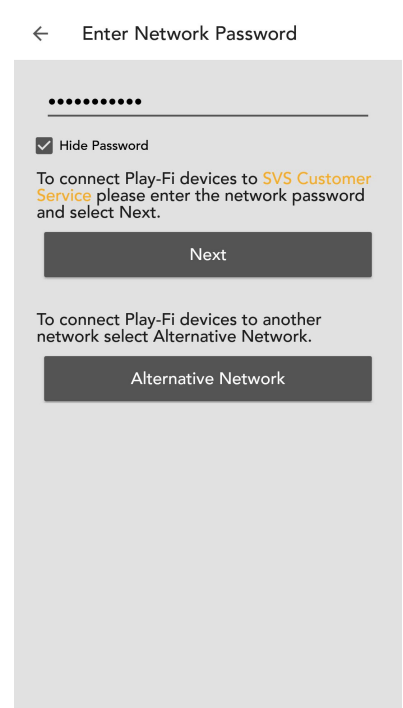 Enter Network Password
•••••••••••
Hide Password
To connect Play-Fi devices to SVS Customer
Service please enter the network password
and select Next.
Next
To connect Play-Fi devices to another
network select Alternative Network.
Alternative Network